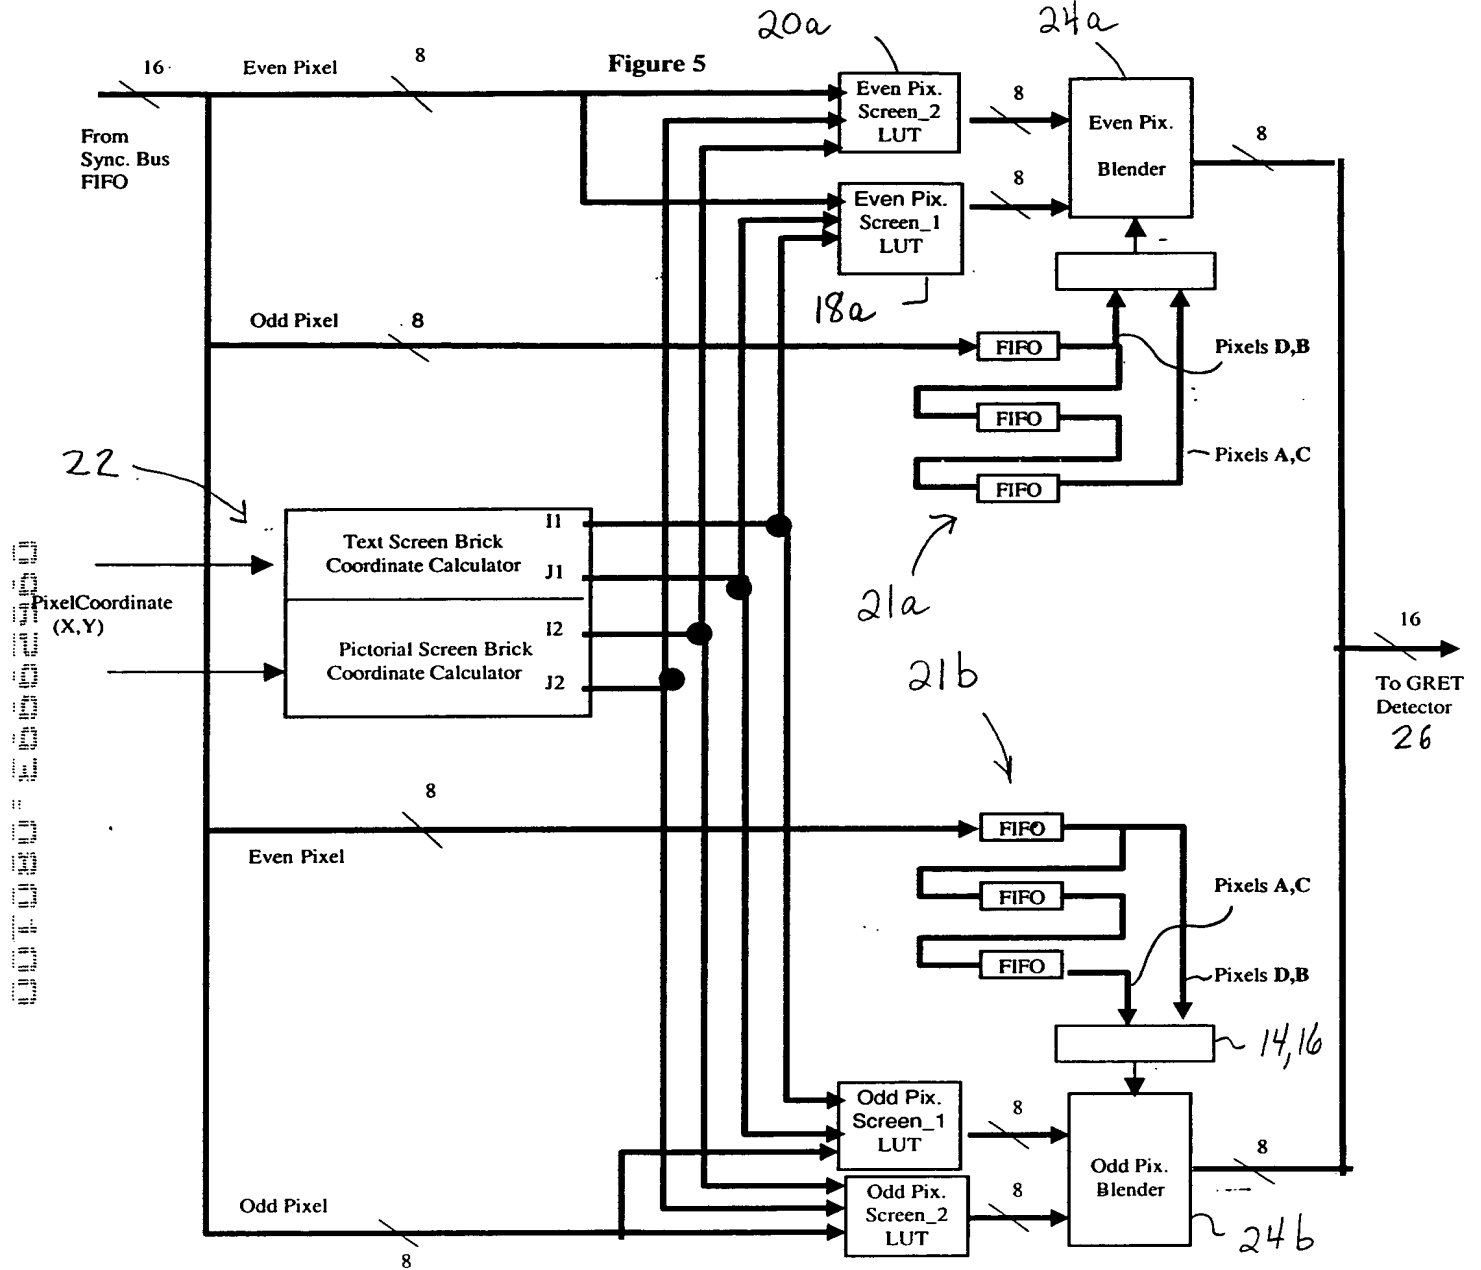 20a
24a
16
Even Pixel
8
Figure 5
From
Sync. Bus
FIFO
Even Pix.
Screen_2
LUT
8
Even Pix.
Blender
8
Even Pix.
Screen_1
LUT
8
18a
Odd Pixel
8
FIFO
Pixels D,B
FIFO
Pixels A,C
FIFO
22
21a
Text Screen Brick
Coordinate Calculator
I1
J1
PixelCoordinate
(X,Y)
Pictorial Screen Brick
Coordinate Calculator
I2
J2
16
To GRET
Detector
26
21b
8
Even Pixel
FIFO
FIFO
FIFO
Pixels A,C
Pixels D,B
14,16
Odd Pix.
Screen_1
LUT
8
Odd Pix.
Blender
8
Odd Pixel
8
Odd Pix.
Screen_2
LUT
8
24b